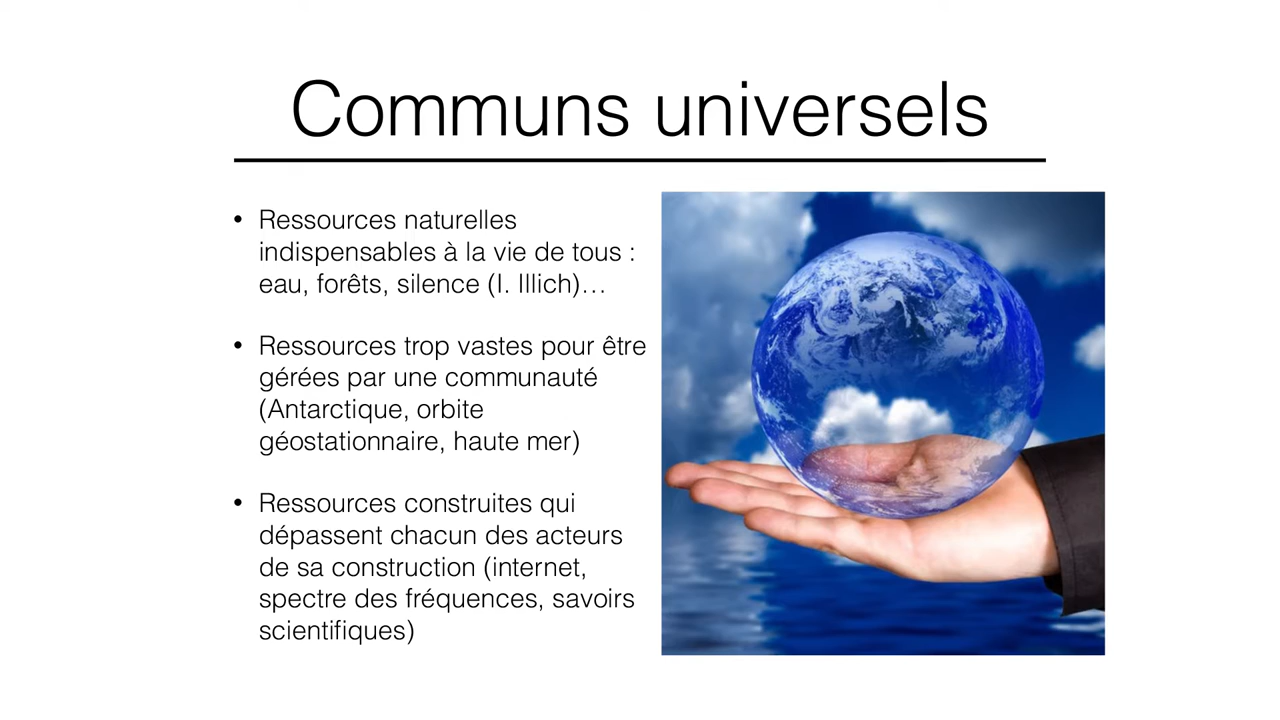 Communs universels
• Ressources naturelles
indispensables à la vie de tous :
eau, forêts, silence (I. Illich)…
• Ressources trop vastes pour être
gérées par une communauté
(Antarctique, orbite
géostationnaire, haute mer)
• Ressources construites qui
dépassent chacun des acteurs
de sa construction (internet,
spectre des fréquences, savoirs
scientifiques)